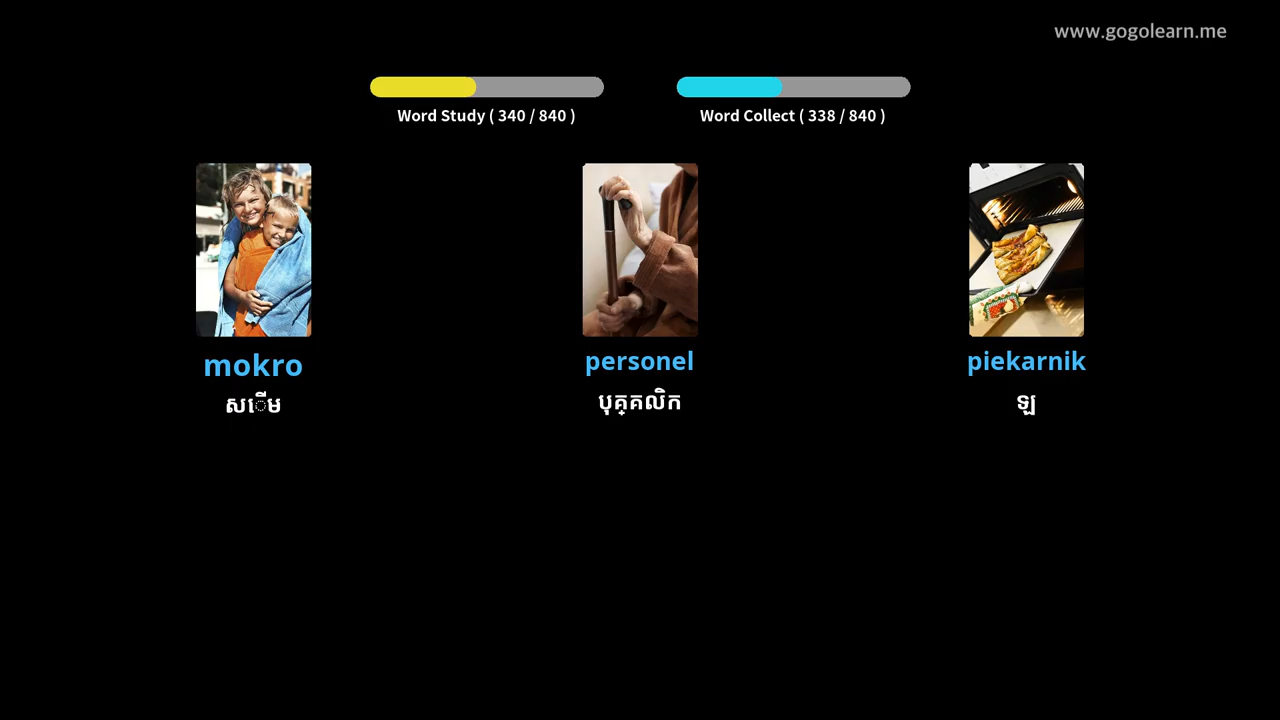 www.gogolearn.me
Word Study ( 340 / 840 )
Word Collect ( 338 / 840 )
mokro
personel
piekarnik
សើម
បុគ្គលិក
ឡ